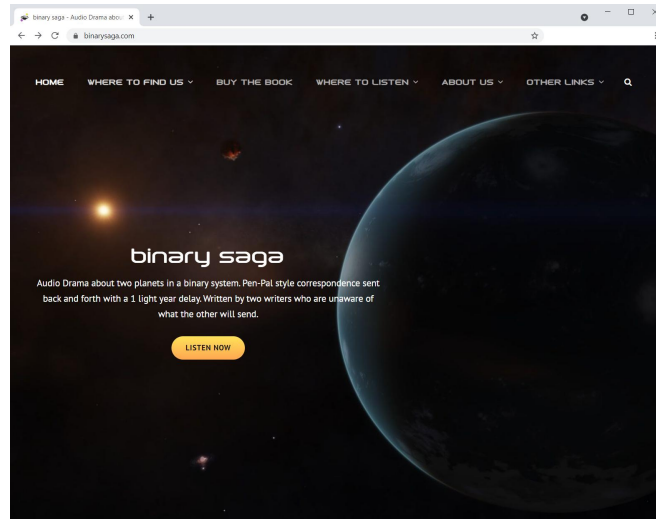 binary saga - Audio Drama abou
binarysaga.com
HOME WHERE TO FIND US BUY THE BOOK WHERE TO LISTEN ABOUT US OTHER LINKS
binary saga
Audio Drama about two planets in a binary system. Pen-Pal style correspondence sent
back and forth with a 1 light year delay. Written by two writers who are unaware of
what the other will send.
LISTEN NOW